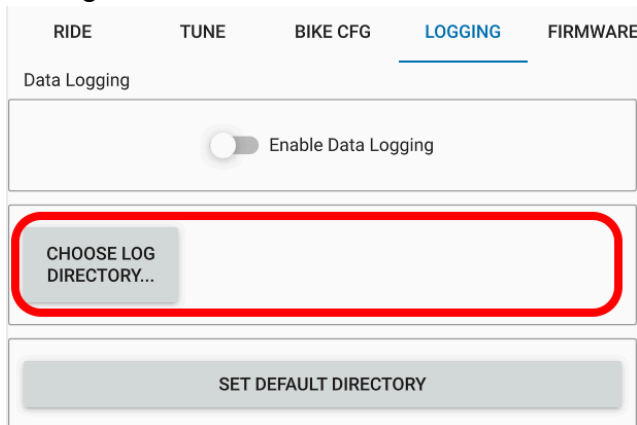 RIDE TUNE BIKE CFG LOGGING FIRMWARE
Data Logging
Enable Data Logging
CHOOSE LOG
DIRECTORY...
SET DEFAULT DIRECTORY